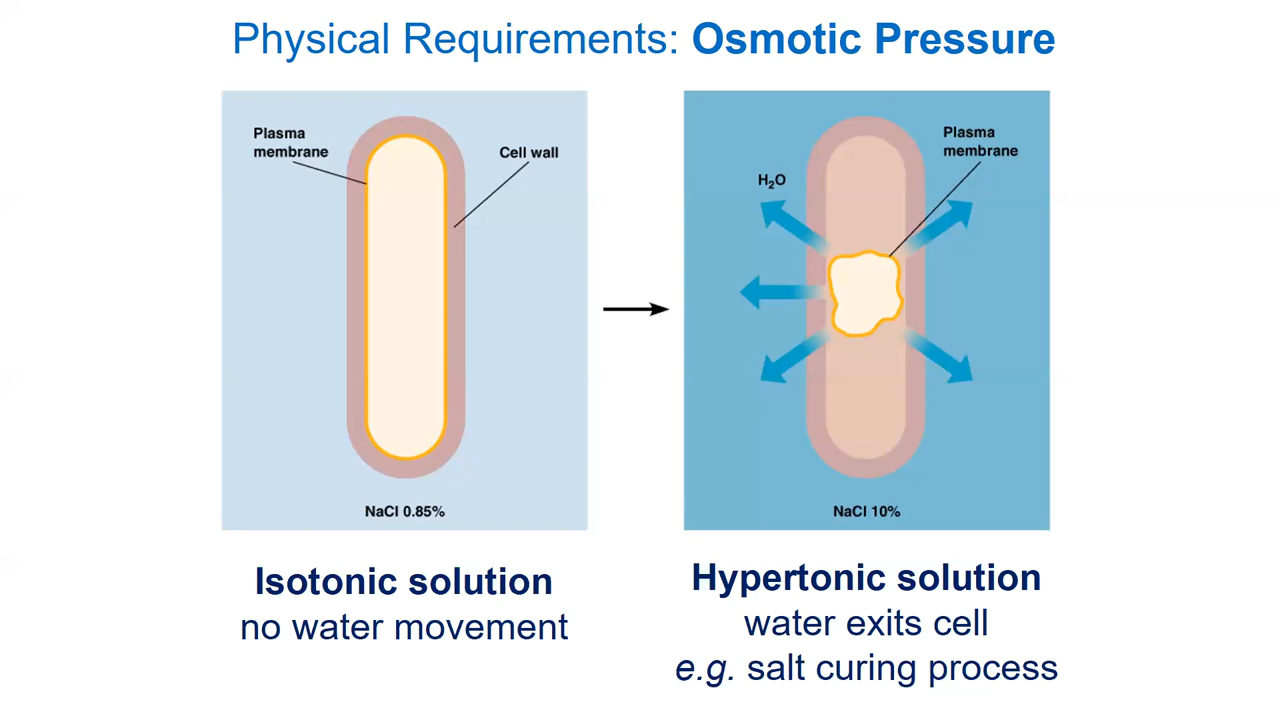 Physical Requirements: Osmotic Pressure
Plasma
membrane
Cell wall
NaCl 0.85%
Plasma
membrane
H₂O
NaCl 10%
Isotonic solution
no water movement
Hypertonic solution
water exits cell
e.g. salt curing process